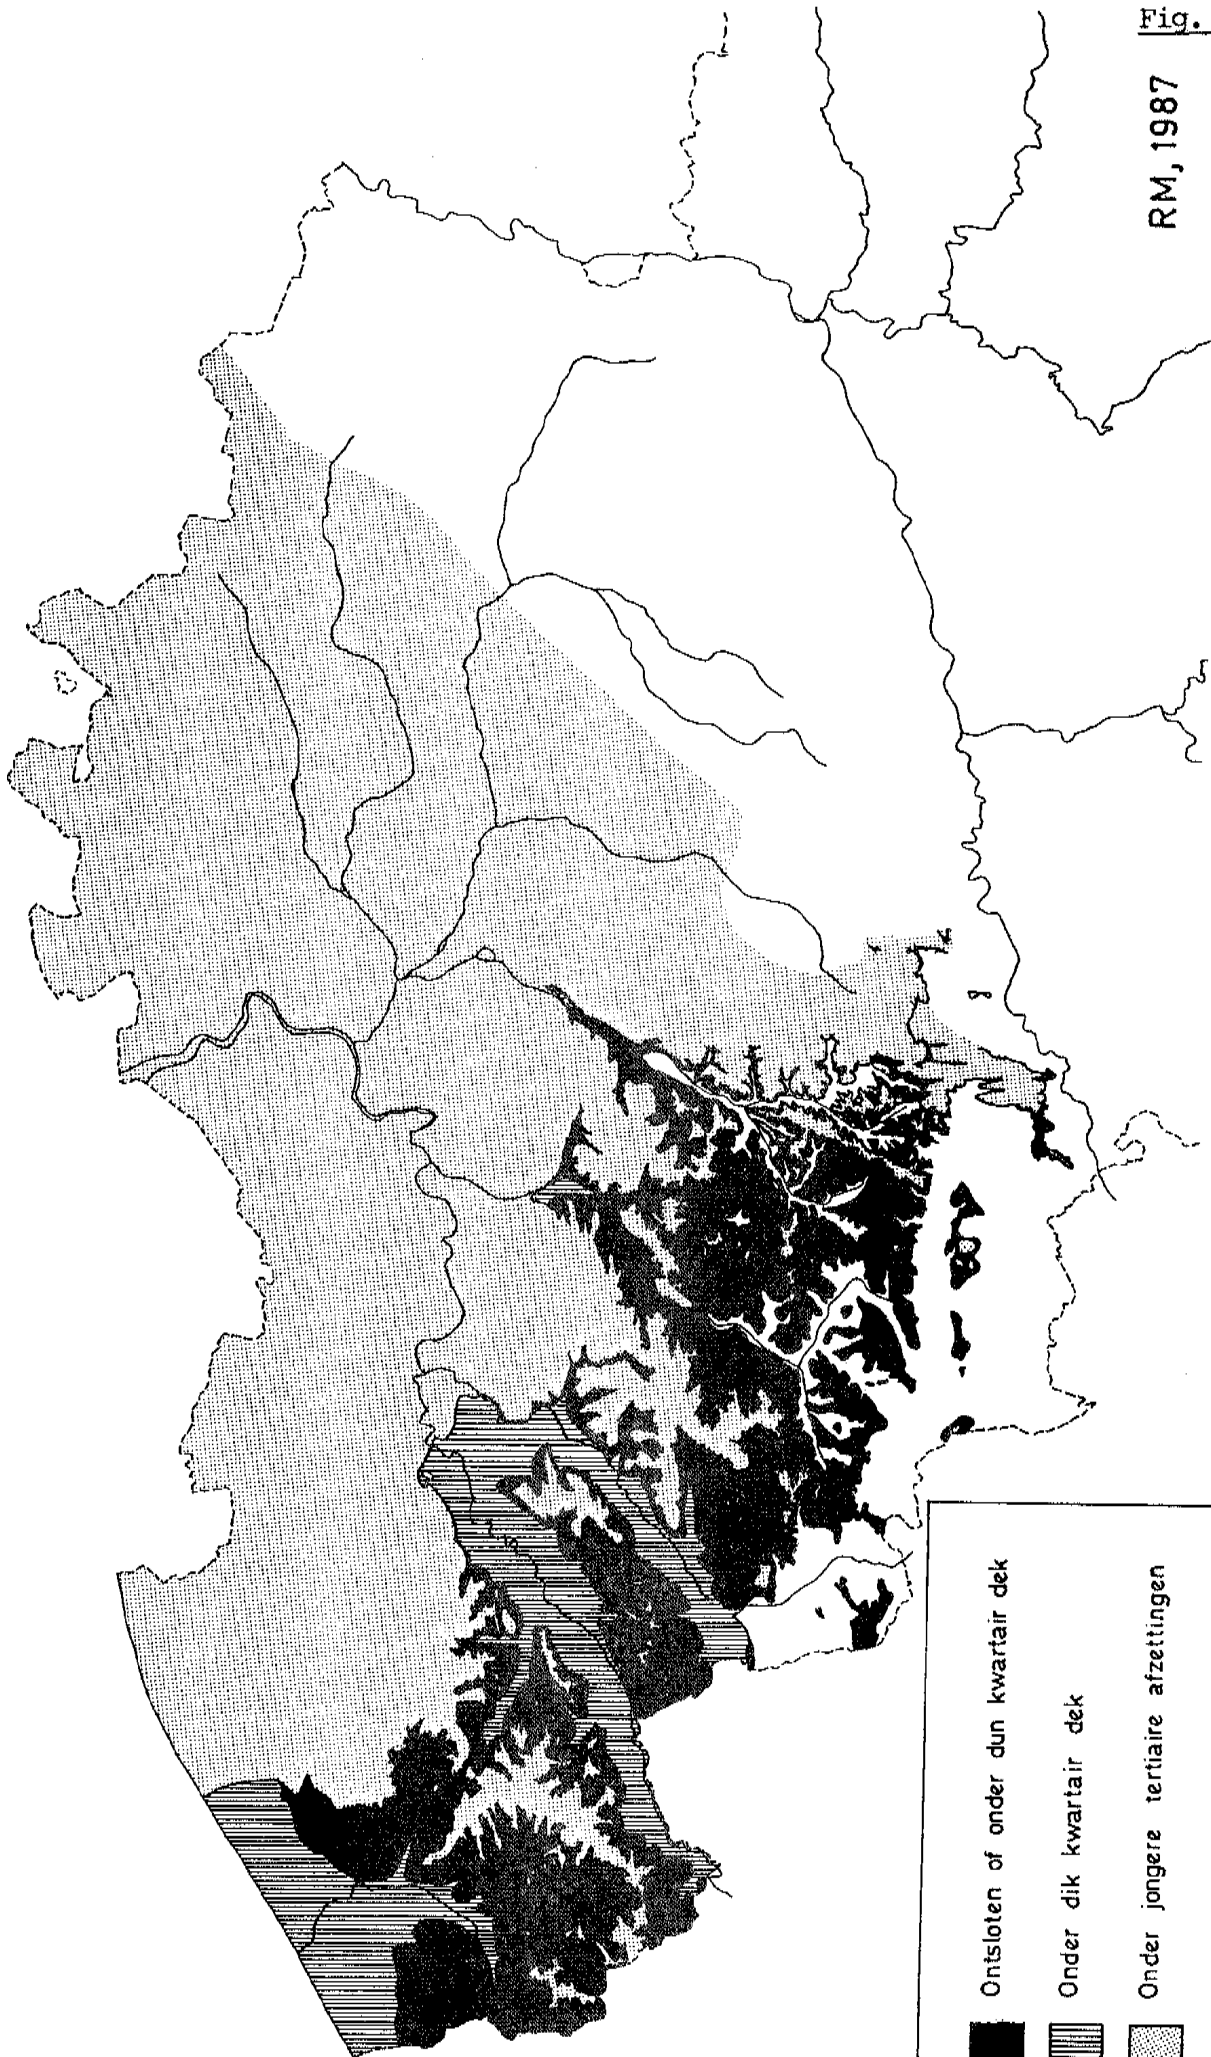 Fig.
RM, 1987
Ontsloten of onder dun kwartair dek
Onder dik kwartair dek
Onder jongere tertiaire afzettingen